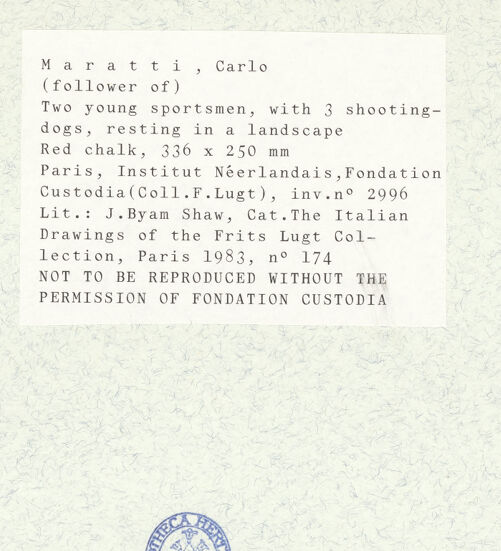 M a r a t t i , Carlo
(follower of)
Two young sportsmen, with 3 shooting-
dogs, resting in a landscape
Red chalk, 336 x 250 mm
Paris, Institut Néerlandais,Fondation
Custodia(Coll.F.Lugt), inv.nº 2996
Lit.: J.Byam Shaw, Cat.The Italian
Drawings of the Frits Lugt Col-
lection, Paris 1983, nº 174
NOT TO BE REPRODUCED WITHOUT THE
PERMISSION OF FONDATION CUSTODIA